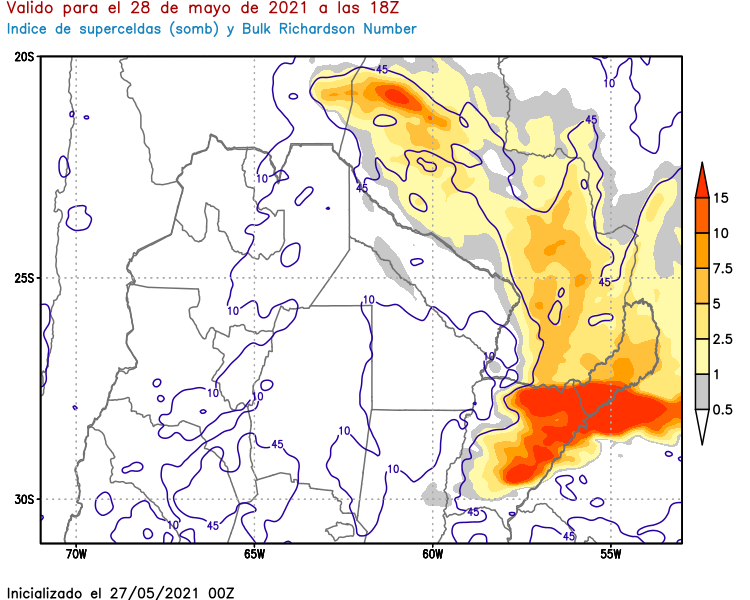 Valido para el 28 de mayo de 2021 a las 18Z
Indice de superceldas (somb) y Bulk Richardson Number
20S
25S
30S
70W
65W
60W
55W
45
10
45
10
45
45
10
10
10
10
10
45
10
10
10
45
45
45
15
10
7.5
5
2.5
1
0.5
Inicializado el 27/05/2021 00Z